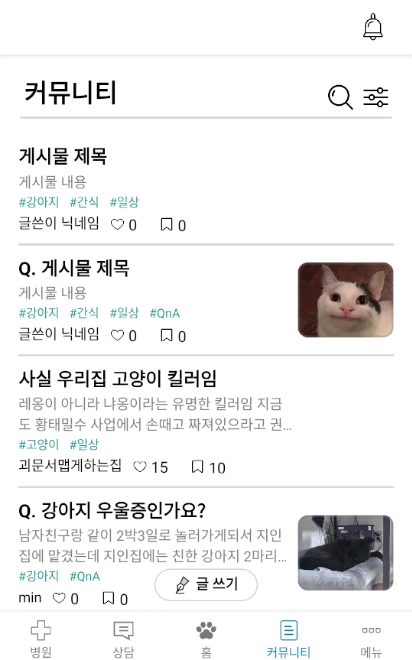 커뮤니티
게시물 제목
게시물 내용
#강아지 #간식 #일상
글쓴이 닉네임 0 0
Q. 게시물 제목
게시물 내용
#강아지 #간식 #일상 #QnA
글쓴이 닉네임 0 0
사실 우리집 고양이 킬러임
레옹이 아니라 냐옹이라는 유명한 킬러임 지금
도 황태밀수 사업에서 손때고 짜져있으라고 권...
#고양이 #일상
괴문서맵게하는집 15 10
Q. 강아지 우울증인가요?
남자친구랑 같이 2박3일로 놀러가게되서 지인
집에 맡겼는데 지인집에는 친한 강아지 2마리...
#강아지 #QnA
min 0 0
글 쓰기
병원 상담 홈 커뮤니티 메뉴